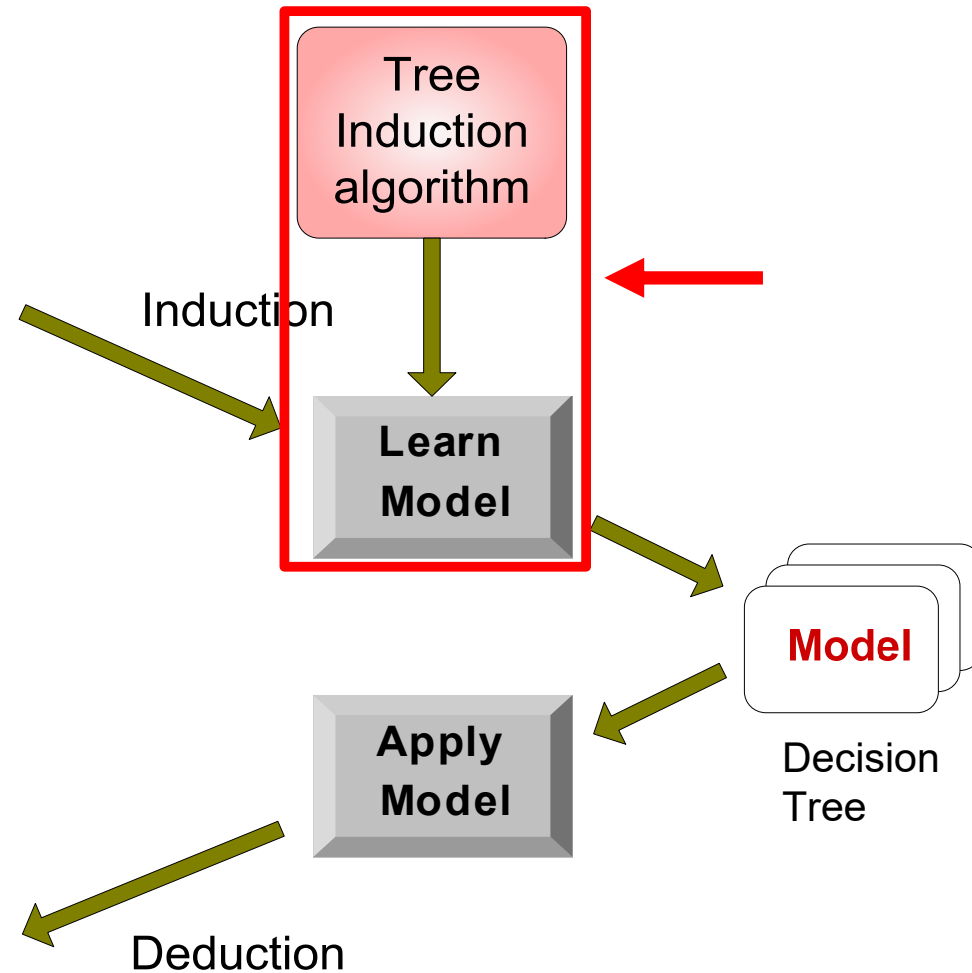 Tree
Induction
algorithm
Induction
Learn
Model
Model
Decision
Tree
Apply
Model
Deduction